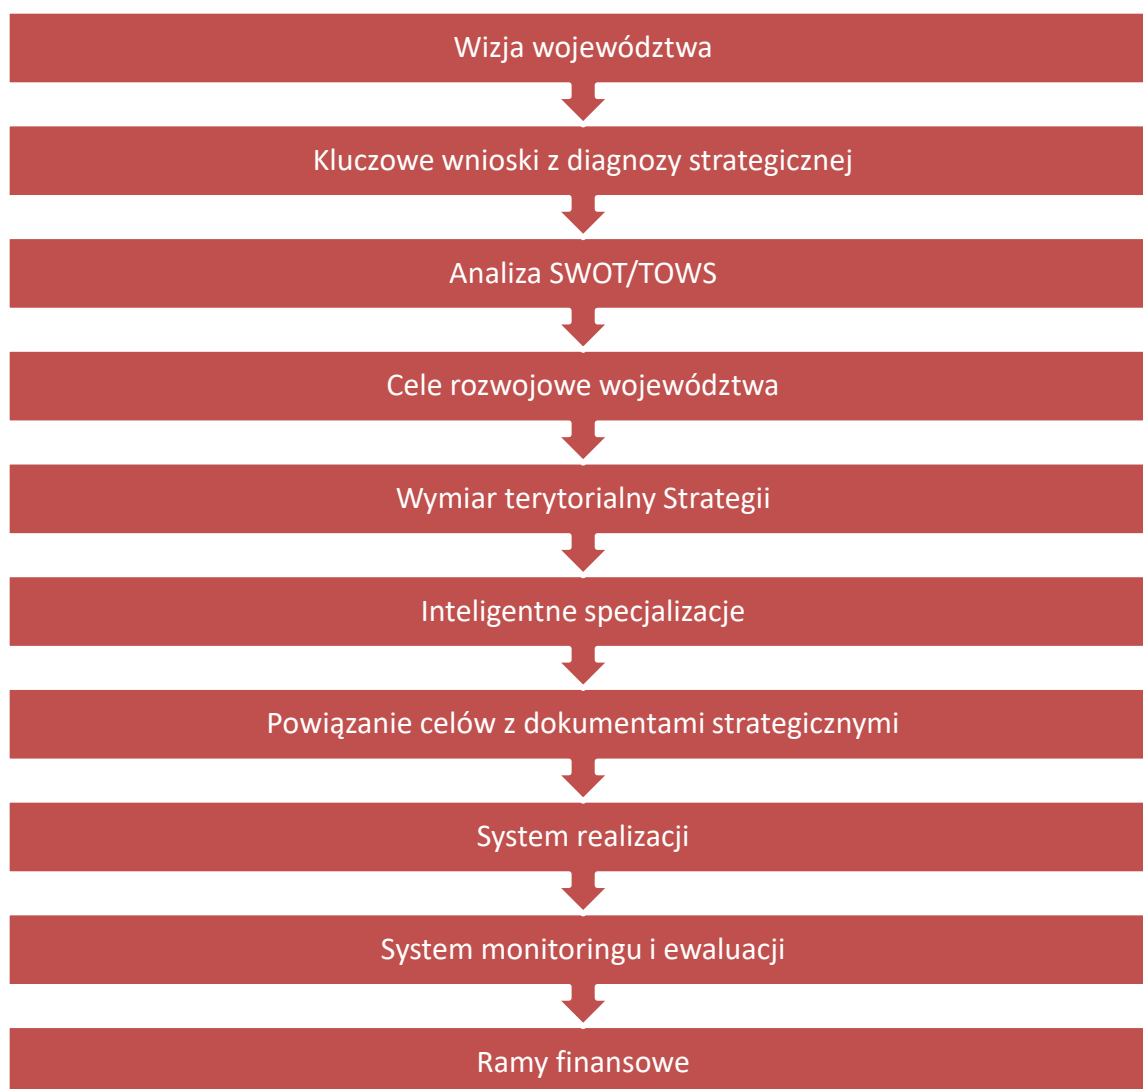 Wizja województwa
Kluczowe wnioski z diagnozy strategicznej
Analiza SWOT/TOWS
Cele rozwojowe województwa
Wymiar terytorialny Strategii
Inteligentne specjalizacje
Powiązanie celów z dokumentami strategicznymi
System realizacji
System monitoringu i ewaluacji
Ramy finansowe